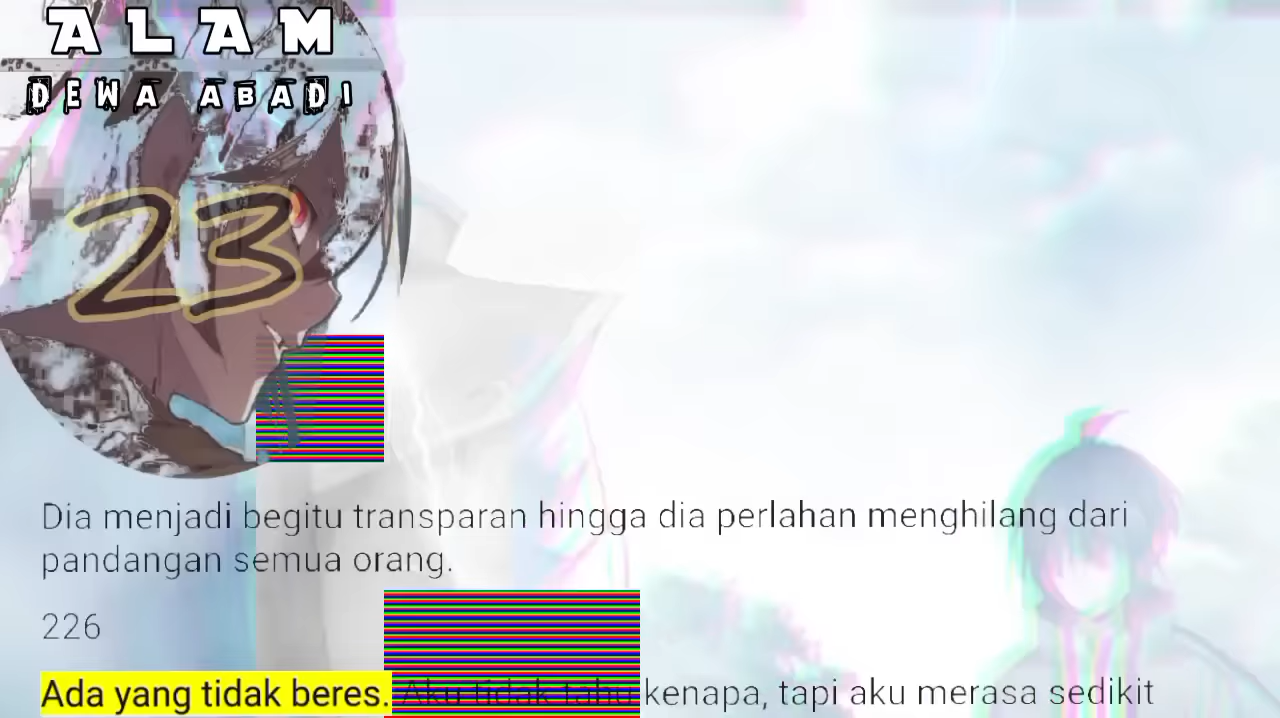 ALAM
DEWA ABADI
23
Dia menjadi begitu transparan hingga dia perlahan menghilang dari
pandangan semua orang.
226
Ada yang tidak beres. Aku tidak tahu kenapa, tapi aku merasa sedikit